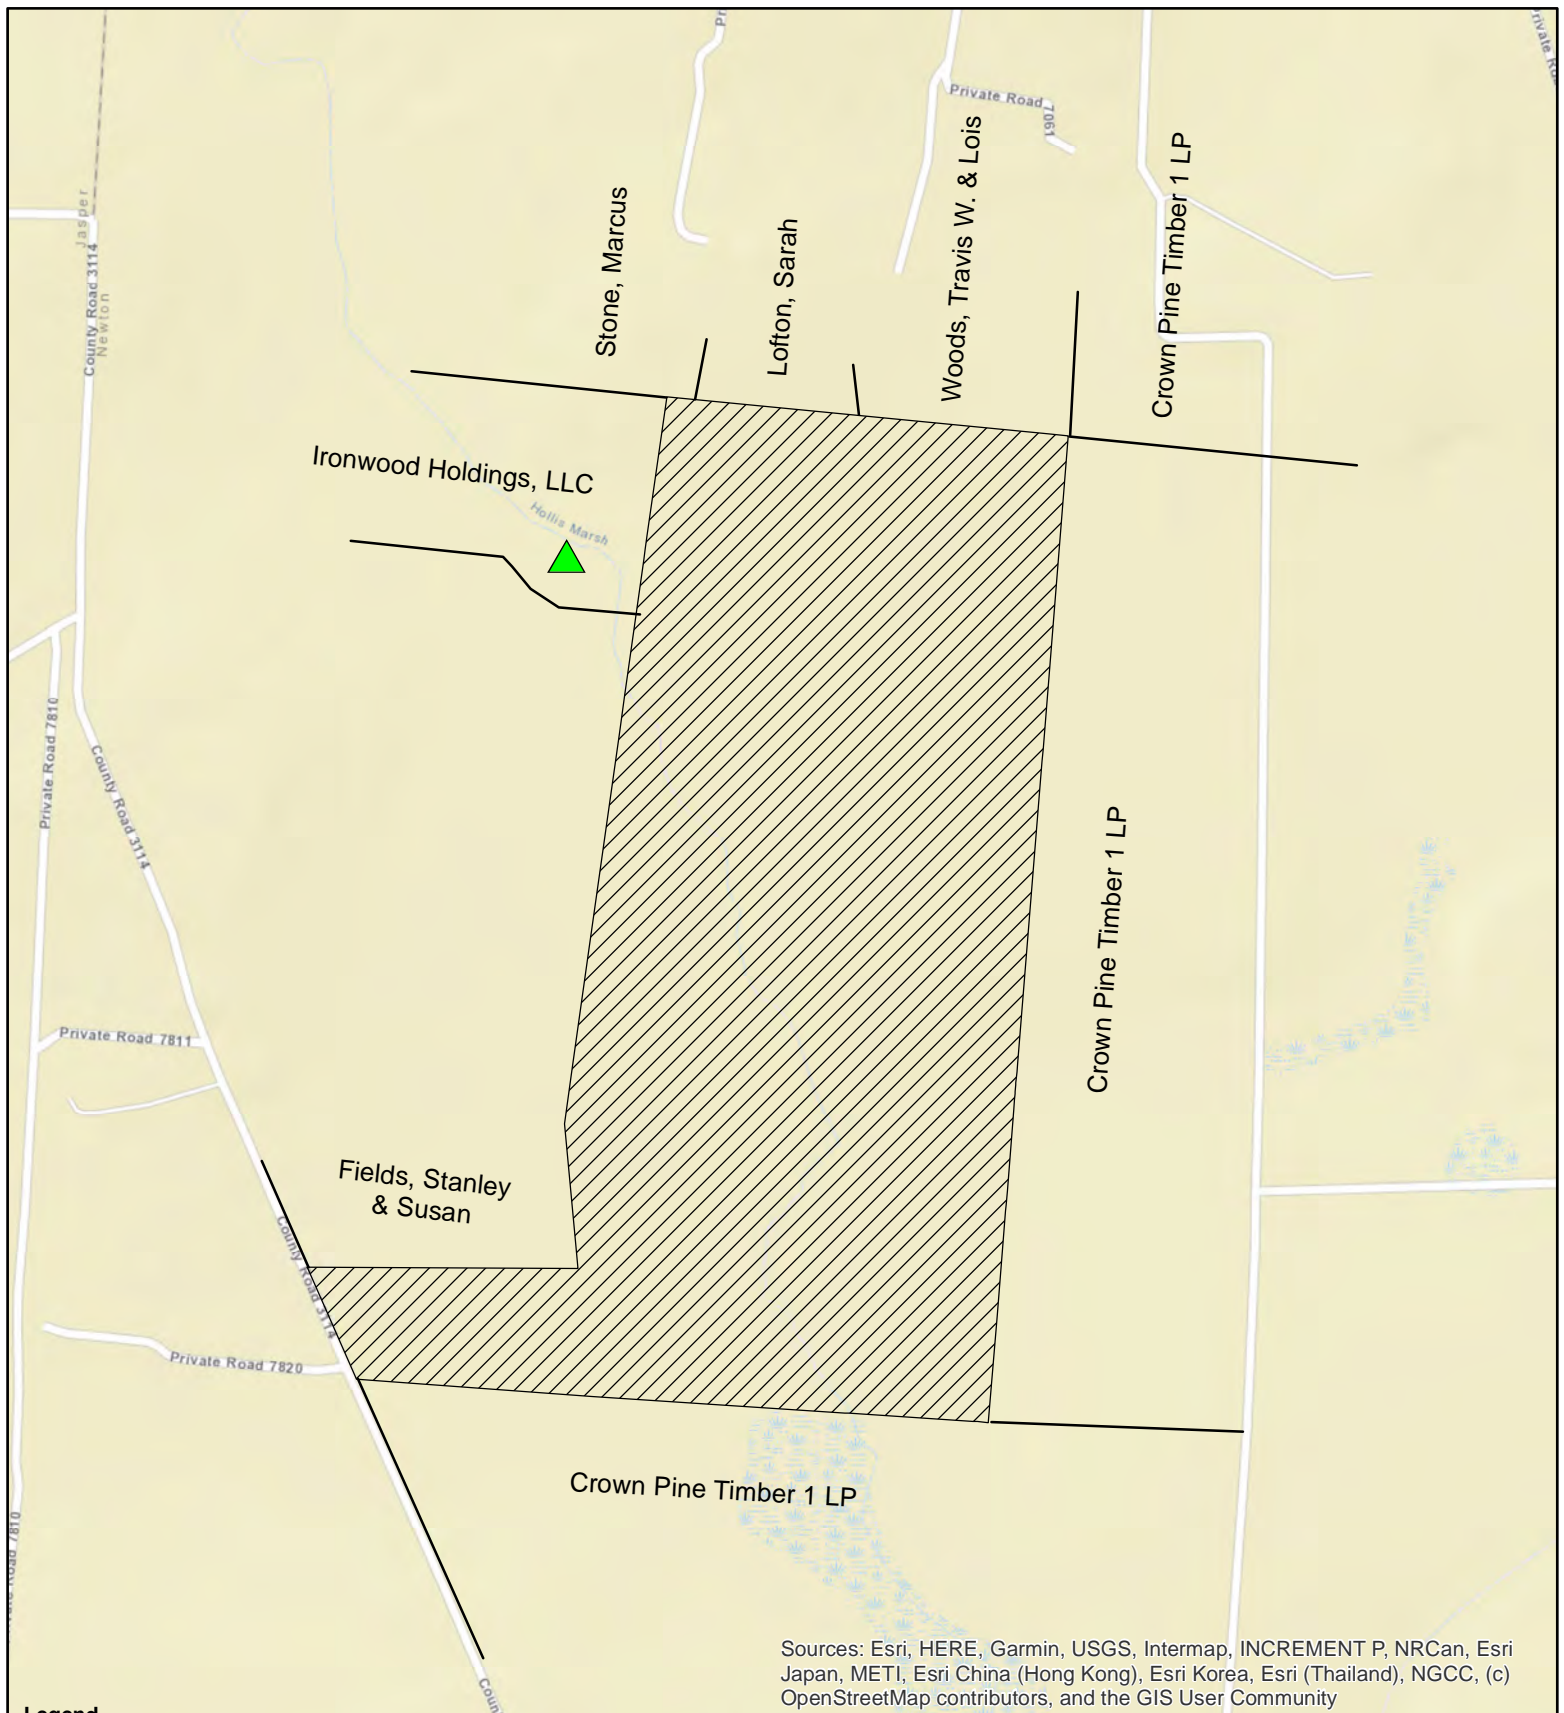 Private Road
7061
Jasper
County Road 3114
Newton
Stone, Marcus
Lofton, Sarah
Woods, Travis W. & Lois
Crown Pine Timber 1 LP
Ironwood Holdings, LLC
Hollis Marsh
Private Road 7810
County Road 3114
Crown Pine Timber 1 LP
Private Road 7811
Fields, Stanley
& Susan
County Road 3114
Private Road 7820
Crown Pine Timber 1 LP
Road 7810
Sources: Esri, HERE, Garmin, USGS, Intermap, INCREMENT P, NRCan, Esri
Japan, METI, Esri China (Hong Kong), Esri Korea, Esri (Thailand), NGCC, (c)
OpenStreetMap contributors, and the GIS User Community
Legend